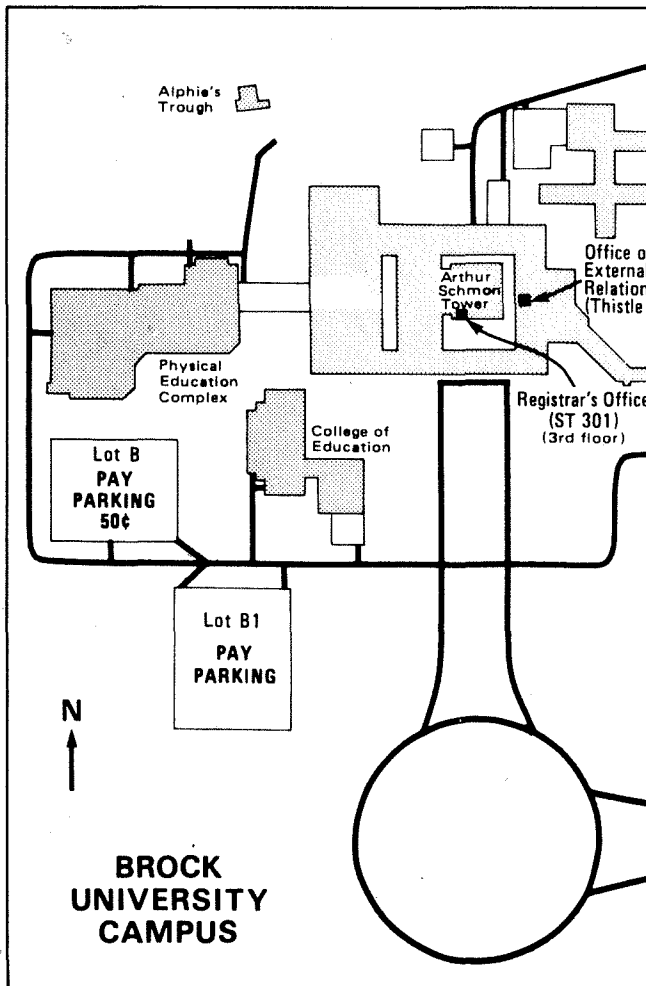 Alphie's
Trough
Office o
External
Relation
(Thistle
Arthur
Schmon
Tower
Physical
Education
Complex
Registrar's Office
(ST 301)
(3rd floor)
College of
Education
Lot B
PAY
PARKING
50¢
Lot B1
PAY
PARKING
N
BROCK
UNIVERSITY
CAMPUS